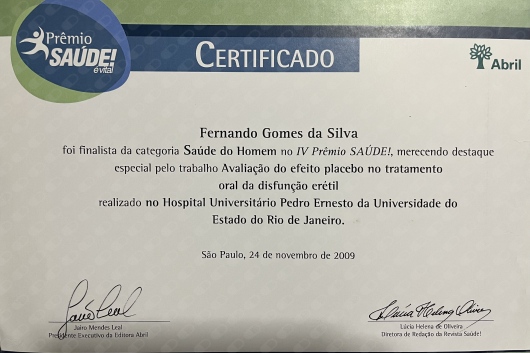 Prêmio
SAÚDE!
é vital
CERTIFICADO
Abril
Fernando Gomes da Silva
foi finalista da categoria Saúde do Homem no IV Prêmio SAÚDE!, merecendo destaque
especial pelo trabalho Avaliação do efeito placebo no tratamento
oral da disfunção erétil
realizado no Hospital Universitário Pedro Ernesto da Universidade do
Estado do Rio de Janeiro.
São Paulo, 24 de novembro de 2009
Jairo Mendes Leal
Presidente Executivo da Editora Abril
Lúcia Helena de Oliveira
Diretora de Redação da Revista Saúde!